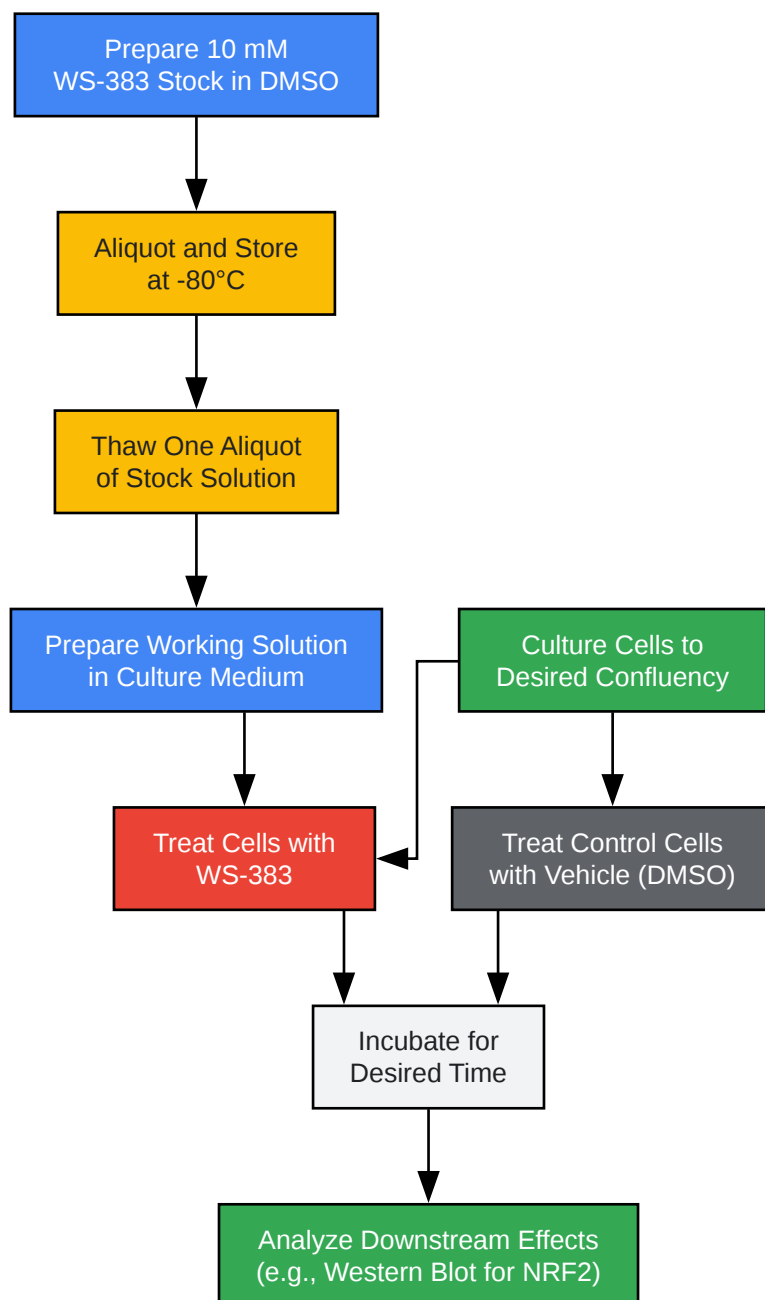 Prepare 10 mM
WS-383 Stock in DMSO
Aliquot and Store
at -80°C
Thaw One Aliquot
of Stock Solution
Prepare Working Solution
in Culture Medium
Culture Cells to
Desired Confluency
Treat Cells with
WS-383
Treat Control Cells
with Vehicle (DMSO)
Incubate for
Desired Time
Analyze Downstream Effects
(e.g., Western Blot for NRF2)